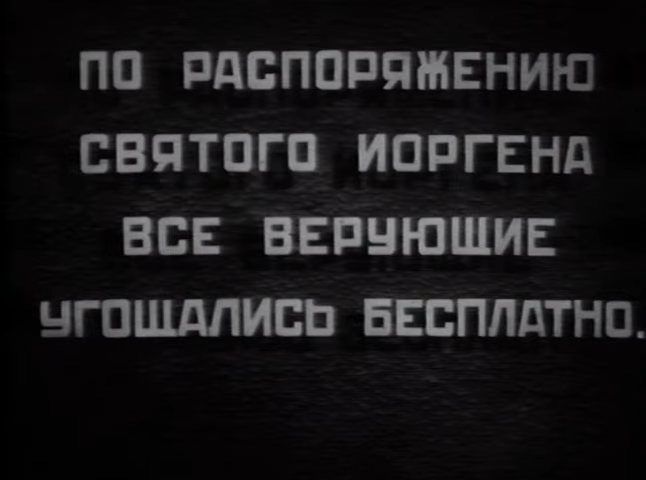 ПО РАСПОРЯЖЕНИЮ
СВЯТОГО ИОРГЕНА
ВСЕ ВЕРУЮЩИЕ
УГОЩАЛИСЬ БЕСПЛАТНО.